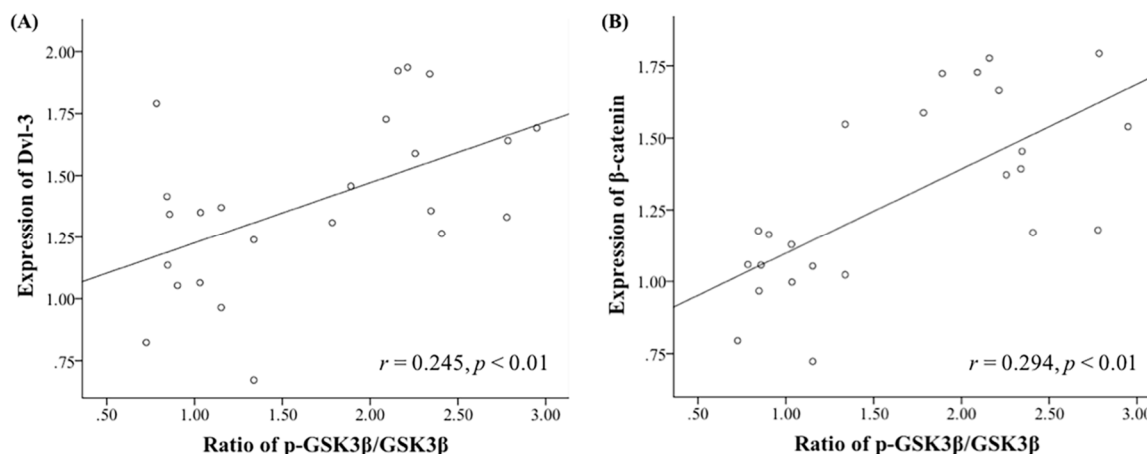 (A)
Expression of Dvl-3
2.00
1.75
1.50
1.25
1.00
.75
r = 0.245, p < 0.01
.50 1.00 1.50 2.00 2.50 3.00
Ratio of p-GSK3β/GSK3β
(B)
Expression of β-catenin
1.75
1.50
1.25
1.00
.75
r = 0.294, p < 0.01
.50 1.00 1.50 2.00 2.50 3.00
Ratio of p-GSK3β/GSK3β